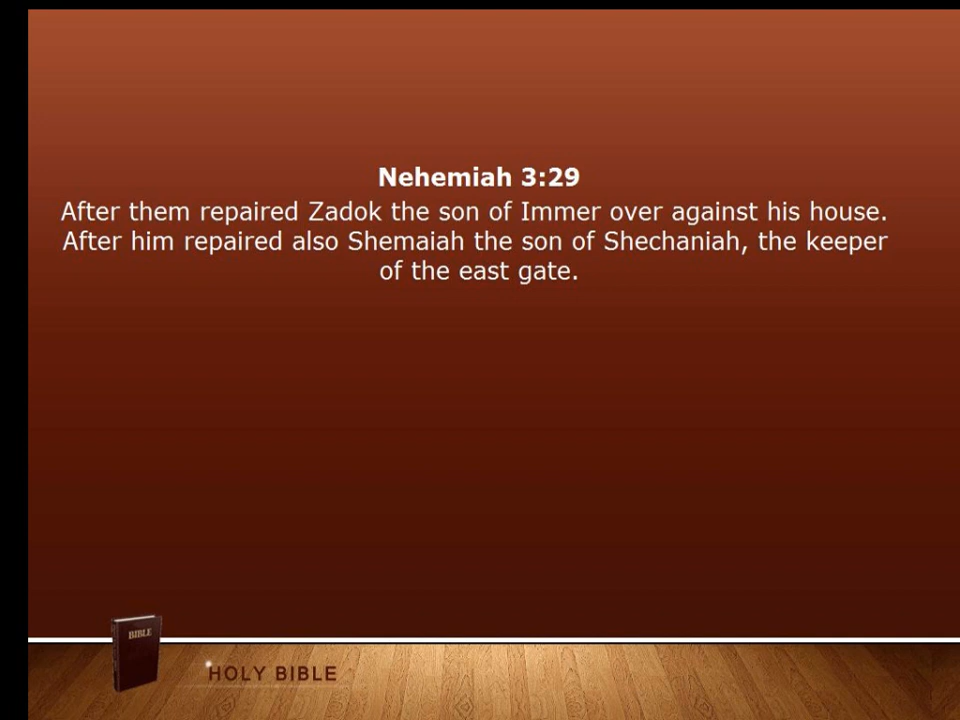 Nehemiah 3:29
After them repaired Zadok the son of Immer over against his house.
After him repaired also Shemaiah the son of Shechaniah, the keeper
of the east gate.
BIBLE
HOLY BIBLE